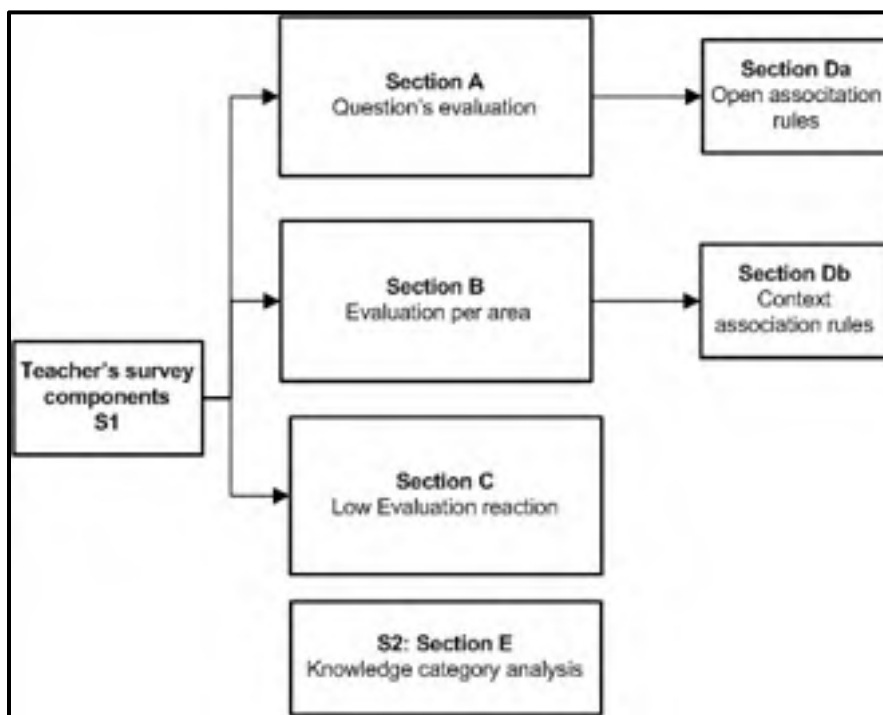 Section A
Question's evaluation
Section Da
Open associtation
rules
Section B
Evaluation per area
Section Db
Context
association rules
Teacher's survey
components
S1
Section C
Low Evaluation reaction
S2: Section E
Knowledge category analysis